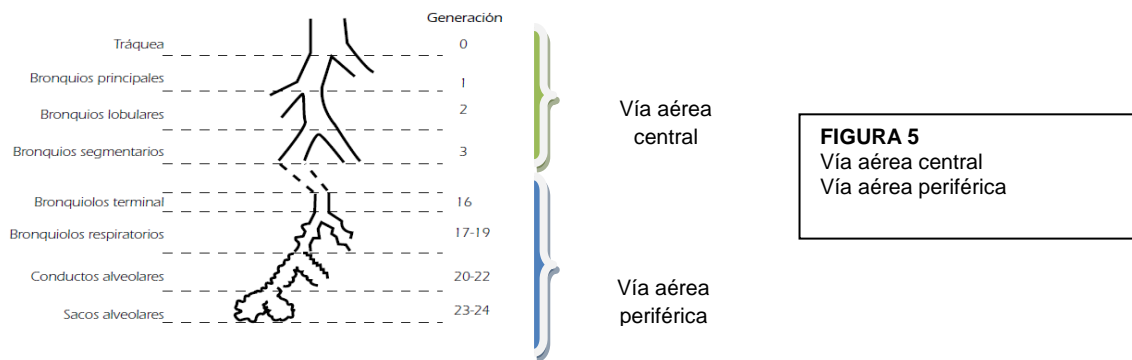 Generación
Tráquea 0
Bronquios principales 1
Bronquios lobulares 2
Bronquios segmentarios 3
Bronquiolos terminal 16
Bronquiolos respiratorios 17-19
Conductos alveolares 20-22
Sacos alveolares 23-24
Vía aérea
central
Vía aérea
periférica
FIGURA 5
Vía aérea central
Vía aérea periférica